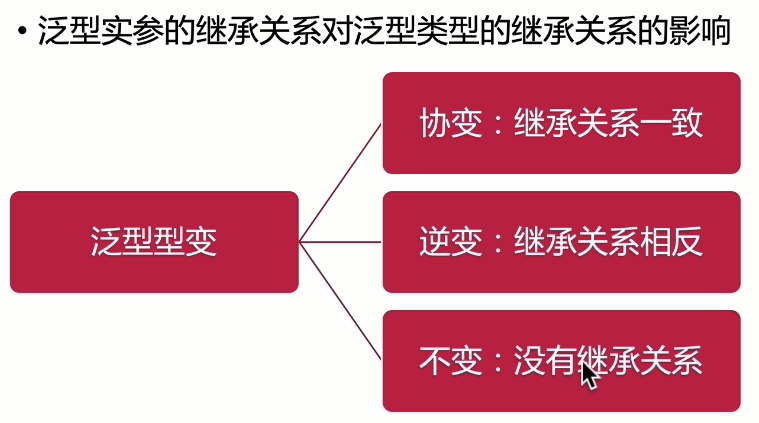 • 泛型实参的继承关系对泛型类型的继承关系的影响
协变：继承关系一致
泛型型变
逆变：继承关系相反
不变：没有继承关系